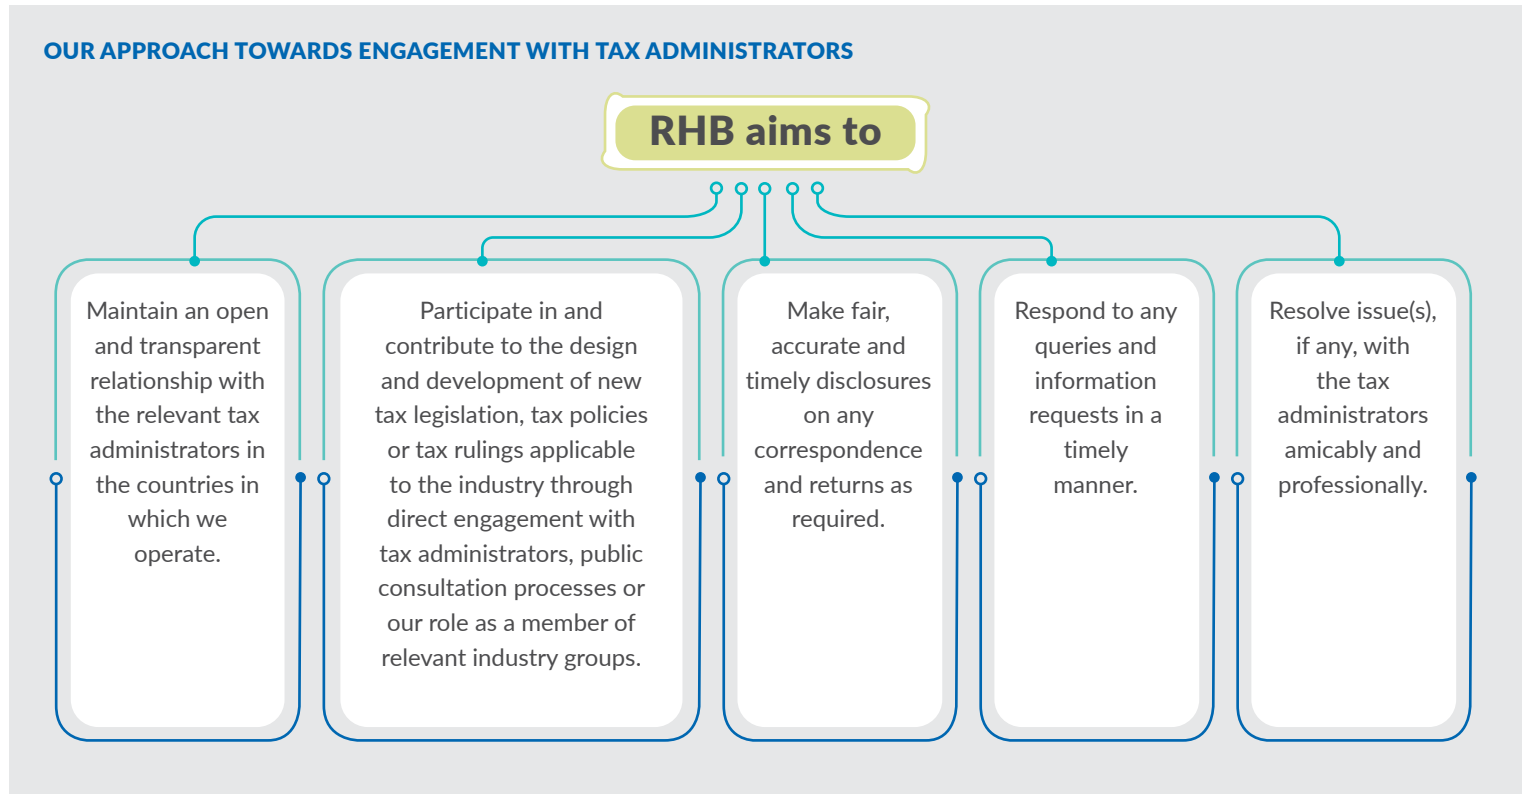 OUR APPROACH TOWARDS ENGAGEMENT WITH TAX ADMINISTRATORS
RHB aims to
Maintain an open
and transparent
relationship with
the relevant tax
administrators in
the countries in
which we
operate.
Participate in and
contribute to the design
and development of new
tax legislation, tax policies
or tax rulings applicable
to the industry through
direct engagement with
tax administrators, public
consultation processes or
our role as a member of
relevant industry groups.
Make fair,
accurate and
timely disclosures
on any
correspondence
and returns as
required.
Respond to any
queries and
information
requests in a
timely
manner.
Resolve issue(s),
if any, with
the tax
administrators
amicably and
professionally.